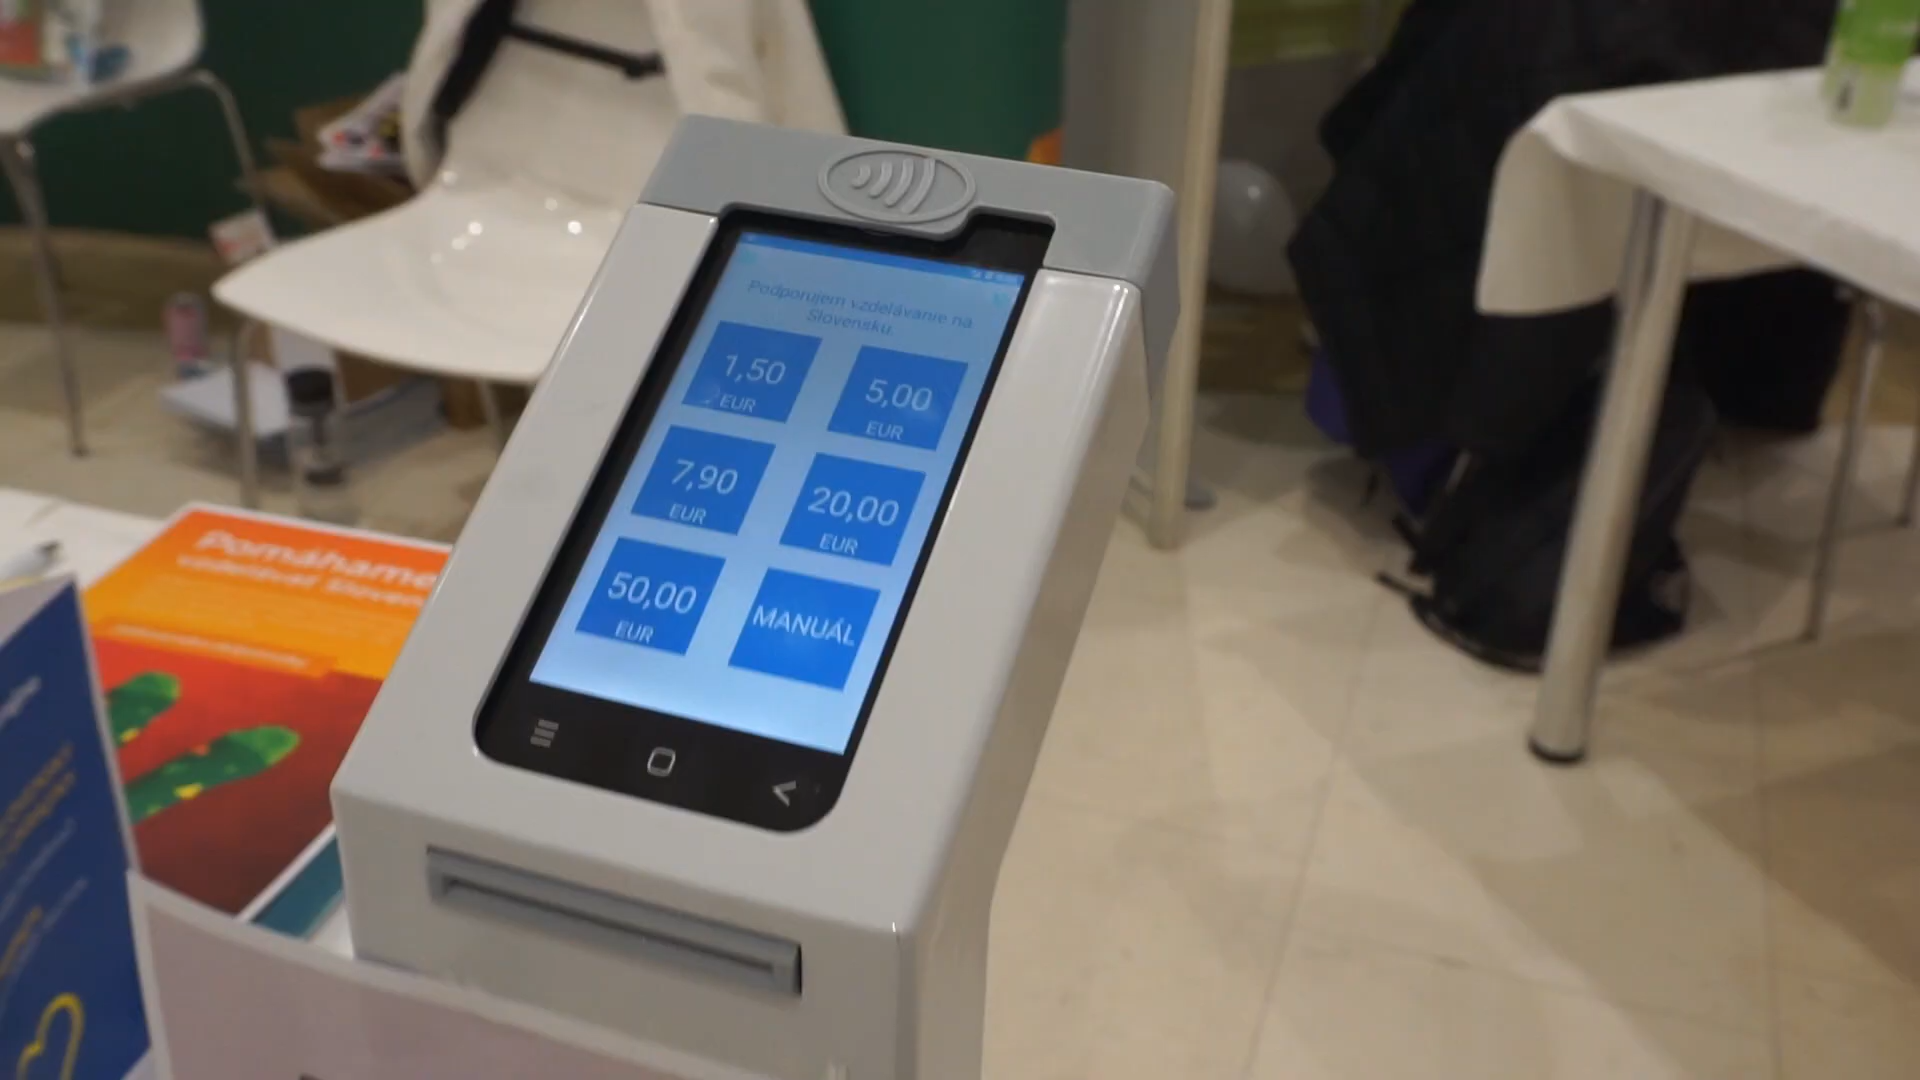 Podporujem vzdelávanie na
Slovensku.
1,50
EUR
5,00
EUR
7,90
EUR
20,00
EUR
50,00
EUR
MANUÁL
Pomáhame
vzdelávať